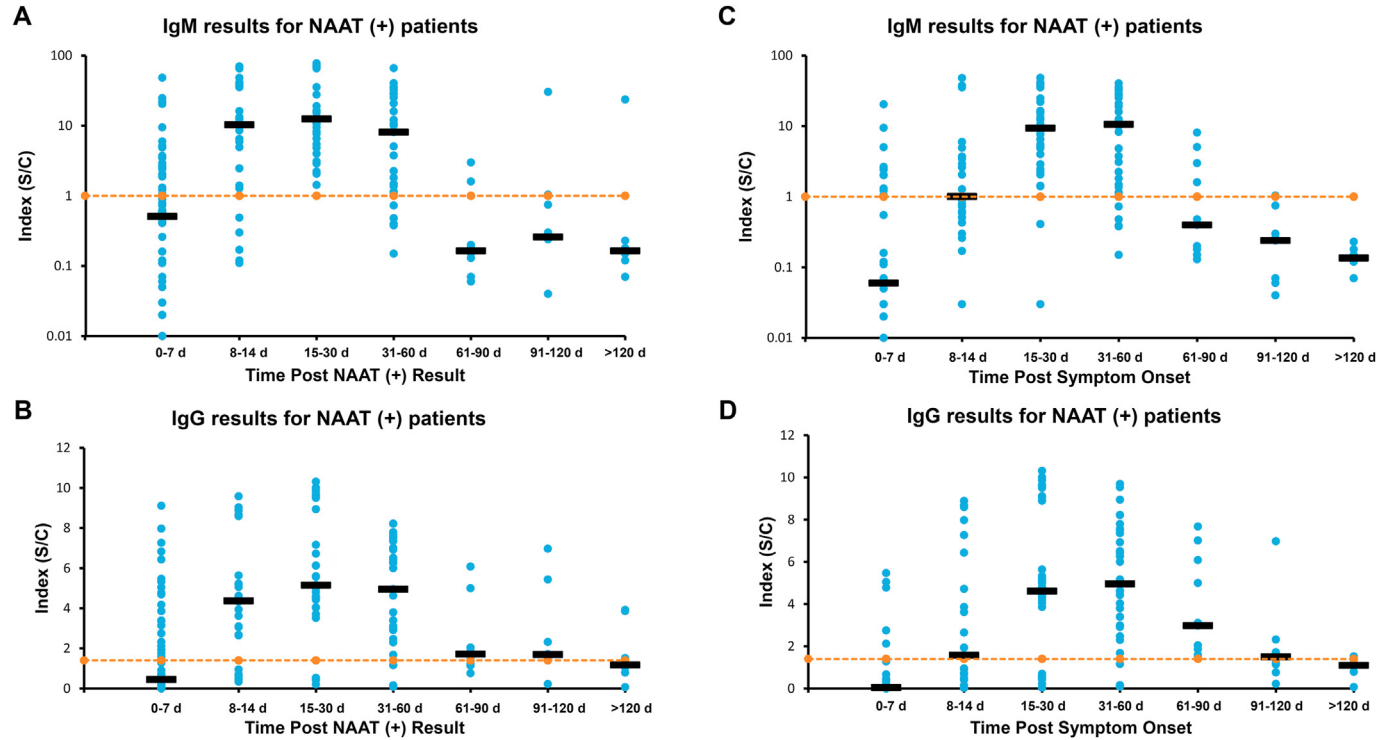 A
IgM results for NAAT (+) patients
Index (S/C)
100
10
1
0.1
0.01
0-7 d 8-14 d 15-30 d 31-60 d 61-90 d 91-120 d >120 d
Time Post NAAT (+) Result
B
IgG results for NAAT (+) patients
Index (S/C)
12
10
8
6
4
2
0
0-7 d 8-14 d 15-30 d 31-60 d 61-90 d 91-120 d >120 d
Time Post NAAT (+) Result
C
IgM results for NAAT (+) patients
Index (S/C)
100
10
1
0.1
0.01
0-7 d 8-14 d 15-30 d 31-60 d 61-90 d 91-120 d >120 d
Time Post Symptom Onset
D
IgG results for NAAT (+) patients
Index (S/C)
12
10
8
6
4
2
0
0-7 d 8-14 d 15-30 d 31-60 d 61-90 d 91-120 d >120 d
Time Post Symptom Onset